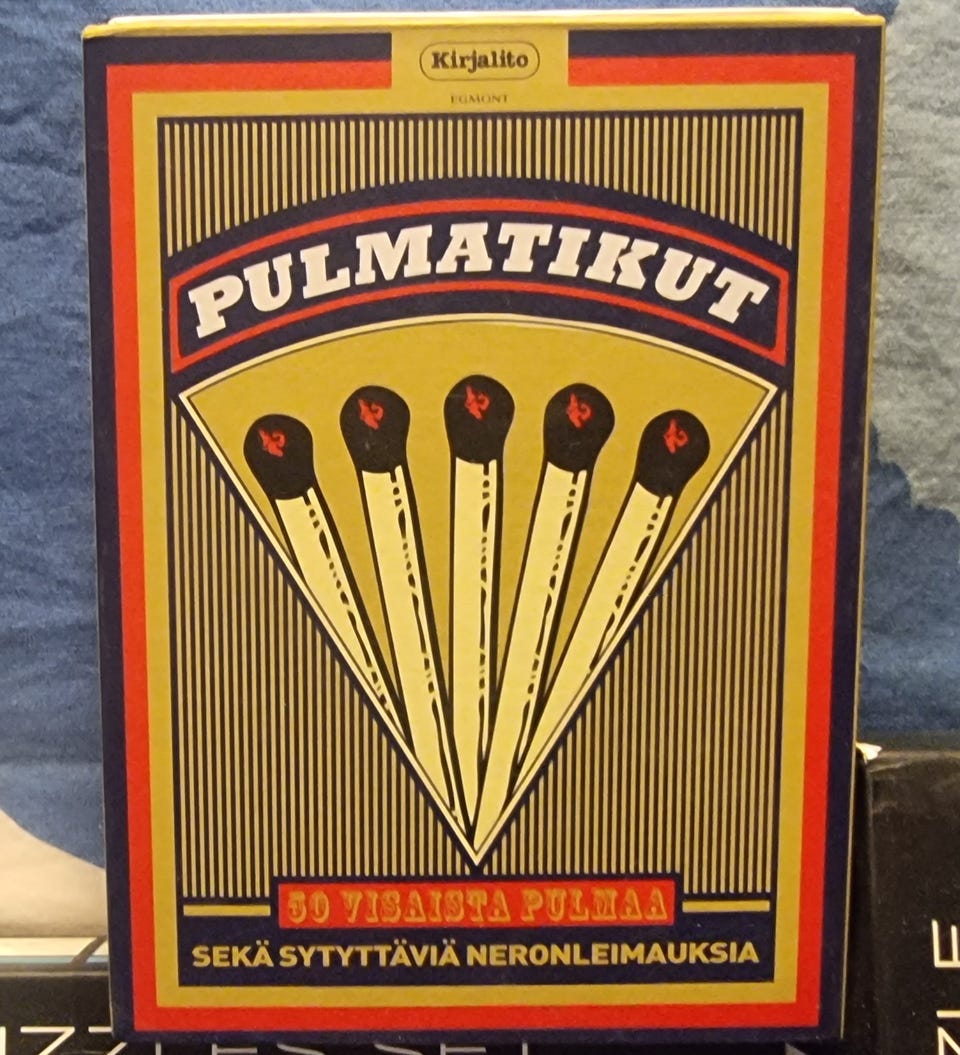 Kirjalito
EGMONT
PULMATIKUT
50 VISAISTA PULMAA
SEKÄ SYTYTTÄVIÄ NERONLEIMAUKSIA